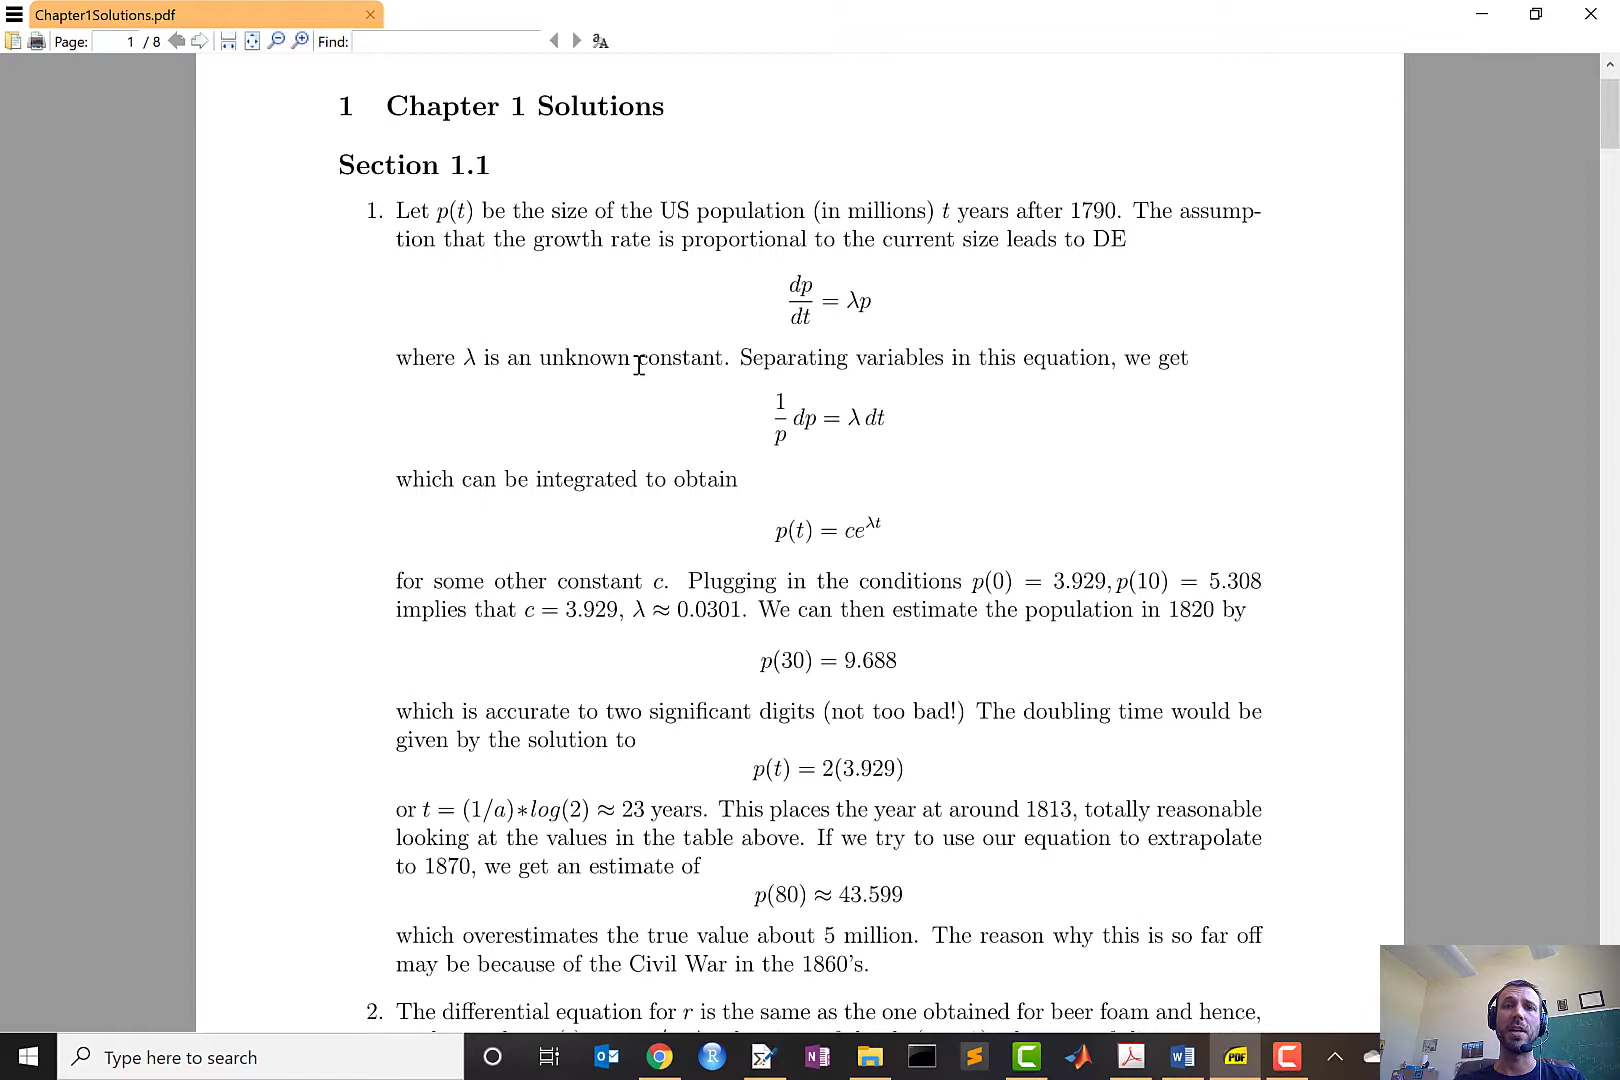 Chapter1Solutions.pdf
Page: 1 / 8 Find:
1 Chapter 1 Solutions
Section 1.1
1. Let p(t) be the size of the US population (in millions) t years after 1790. The assump-
tion that the growth rate is proportional to the current size leads to DE
dp/dt = λp
where λ is an unknown constant. Separating variables in this equation, we get
1/p dp = λ dt
which can be integrated to obtain
p(t) = ce^{λt}
for some other constant c. Plugging in the conditions p(0) = 3.929, p(10) = 5.308
implies that c = 3.929, λ ≈ 0.0301. We can then estimate the population in 1820 by
p(30) = 9.688
which is accurate to two significant digits (not too bad!) The doubling time would be
given by the solution to
p(t) = 2(3.929)
or t = (1/a)*log(2) ≈ 23 years. This places the year at around 1813, totally reasonable
looking at the values in the table above. If we try to use our equation to extrapolate
to 1870, we get an estimate of
p(80) ≈ 43.599
which overestimates the true value about 5 million. The reason why this is so far off
may be because of the Civil War in the 1860's.
2. The differential equation for r is the same as the one obtained for beer foam and hence,
Type here to search